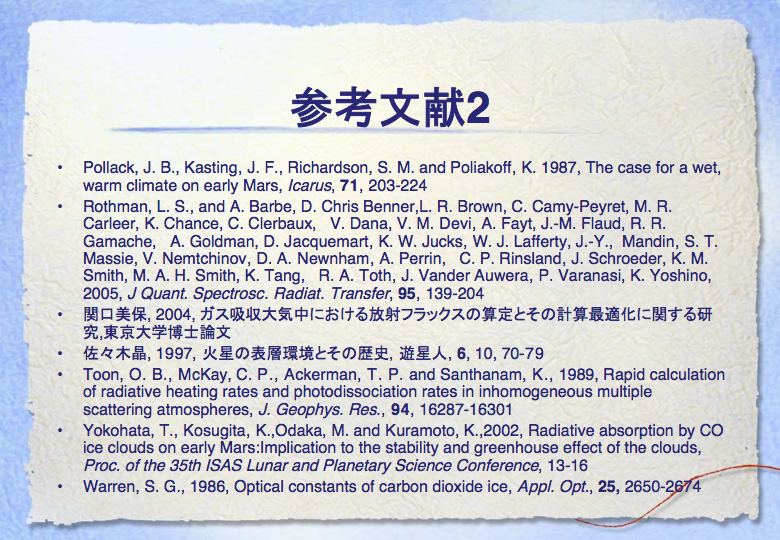 参考文献2
• Pollack, J. B., Kasting, J. F., Richardson, S. M. and Poliakoff, K. 1987, The case for a wet,
warm climate on early Mars, Icarus, 71, 203-224
• Rothman, L. S., and A. Barbe, D. Chris Benner,L. R. Brown, C. Camy-Peyret, M. R.
Carleer, K. Chance, C. Clerbaux, V. Dana, V. M. Devi, A. Fayt, J.-M. Flaud, R. R.
Gamache, A. Goldman, D. Jacquemart, K. W. Jucks, W. J. Lafferty, J.-Y., Mandin, S. T.
Massie, V. Nemtchinov, D. A. Newnham, A. Perrin, C. P. Rinsland, J. Schroeder, K. M.
Smith, M. A. H. Smith, K. Tang, R. A. Toth, J. Vander Auwera, P. Varanasi, K. Yoshino,
2005, J Quant. Spectrosc. Radiat. Transfer, 95, 139-204
• 関口美保, 2004, ガス吸収大気中における放射フラックスの算定とその計算最適化に関する研
究,東京大学博士論文
• 佐々木晶, 1997, 火星の表層環境とその歴史, 遊星人, 6, 10, 70-79
• Toon, O. B., McKay, C. P., Ackerman, T. P. and Santhanam, K., 1989, Rapid calculation
of radiative heating rates and photodissociation rates in inhomogeneous multiple
scattering atmospheres, J. Geophys. Res., 94, 16287-16301
• Yokohata, T., Kosugita, K.,Odaka, M. and Kuramoto, K.,2002, Radiative absorption by CO
ice clouds on early Mars:Implication to the stability and greenhouse effect of the clouds,
Proc. of the 35th ISAS Lunar and Planetary Science Conference, 13-16
• Warren, S. G., 1986, Optical constants of carbon dioxide ice, Appl. Opt., 25, 2650-2674